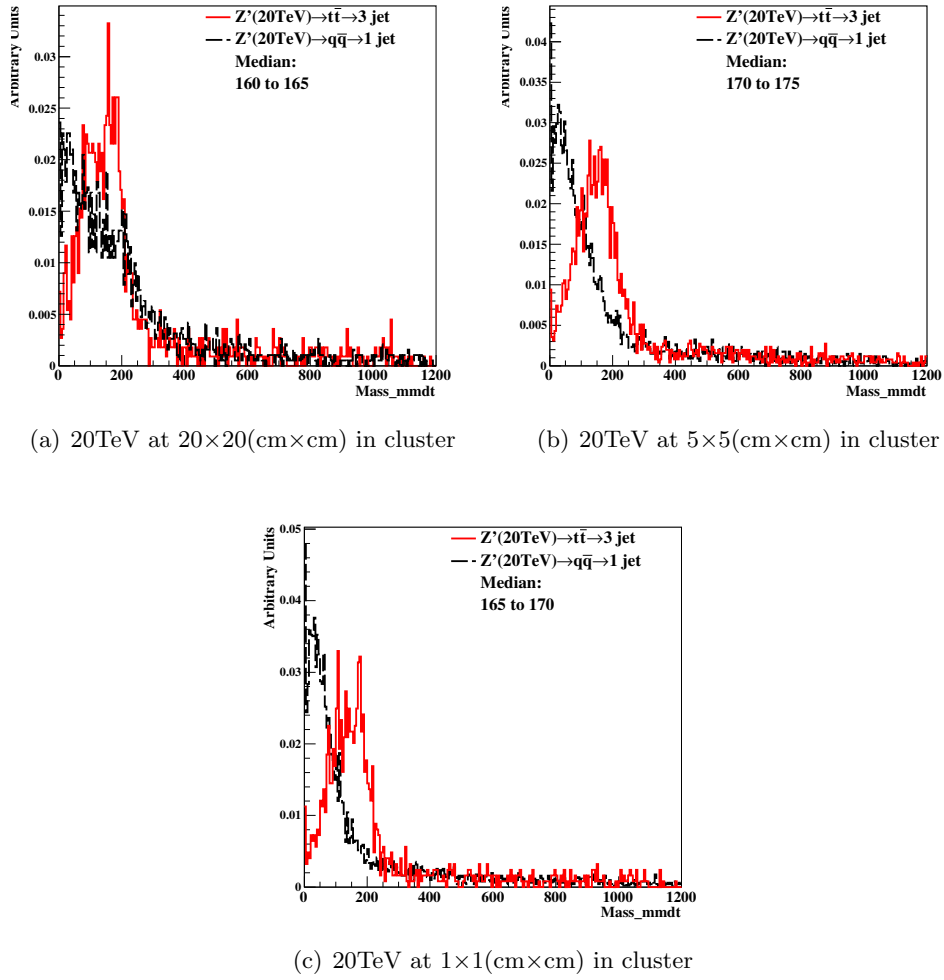 Arbitrary Units
Z'(20TeV)→tt̄→3 jet
Z'(20TeV)→qq̄→1 jet
Median:
160 to 165
0.03
0.025
0.02
0.015
0.01
0.005
0
0 200 400 600 800 1000 1200
Mass_mmdt
(a) 20TeV at 20×20(cm×cm) in cluster
Arbitrary Units
Z'(20TeV)→tt̄→3 jet
Z'(20TeV)→qq̄→1 jet
Median:
170 to 175
0.04
0.035
0.03
0.025
0.02
0.015
0.01
0.005
0
0 200 400 600 800 1000 1200
Mass_mmdt
(b) 20TeV at 5×5(cm×cm) in cluster
Arbitrary Units
Z'(20TeV)→tt̄→3 jet
Z'(20TeV)→qq̄→1 jet
Median:
165 to 170
0.05
0.04
0.03
0.02
0.01
0
0 200 400 600 800 1000 1200
Mass_mmdt
(c) 20TeV at 1×1(cm×cm) in cluster